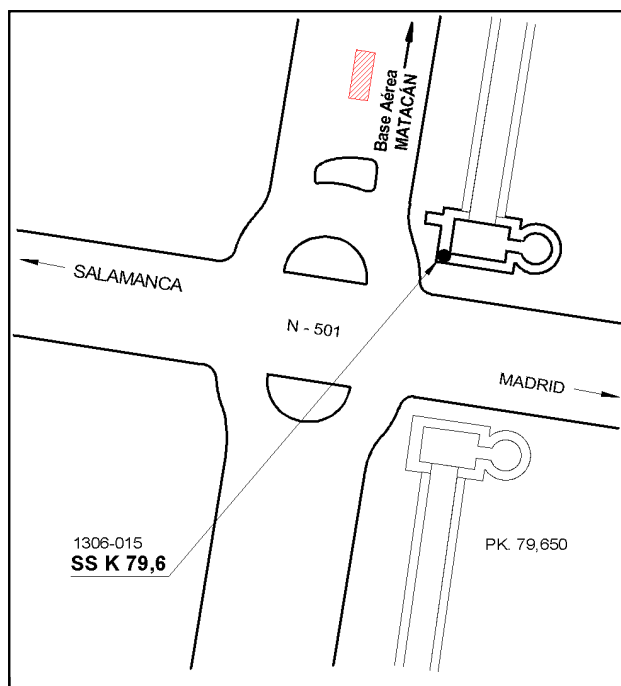 Base Aérea
MATACÁN
SALAMANCA
N - 501
MADRID
1306-015
SS K 79,6
PK. 79,650